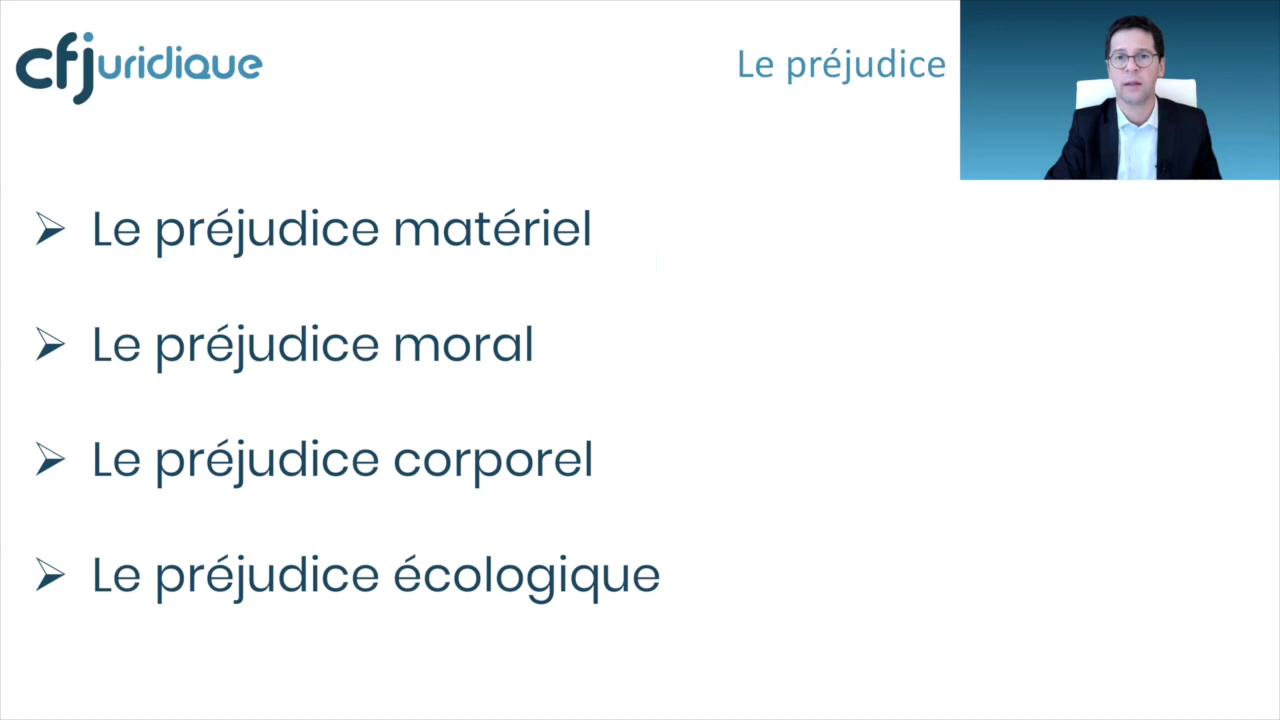 cfjuridique
Le préjudice
Le préjudice matériel
Le préjudice moral
Le préjudice corporel
Le préjudice écologique